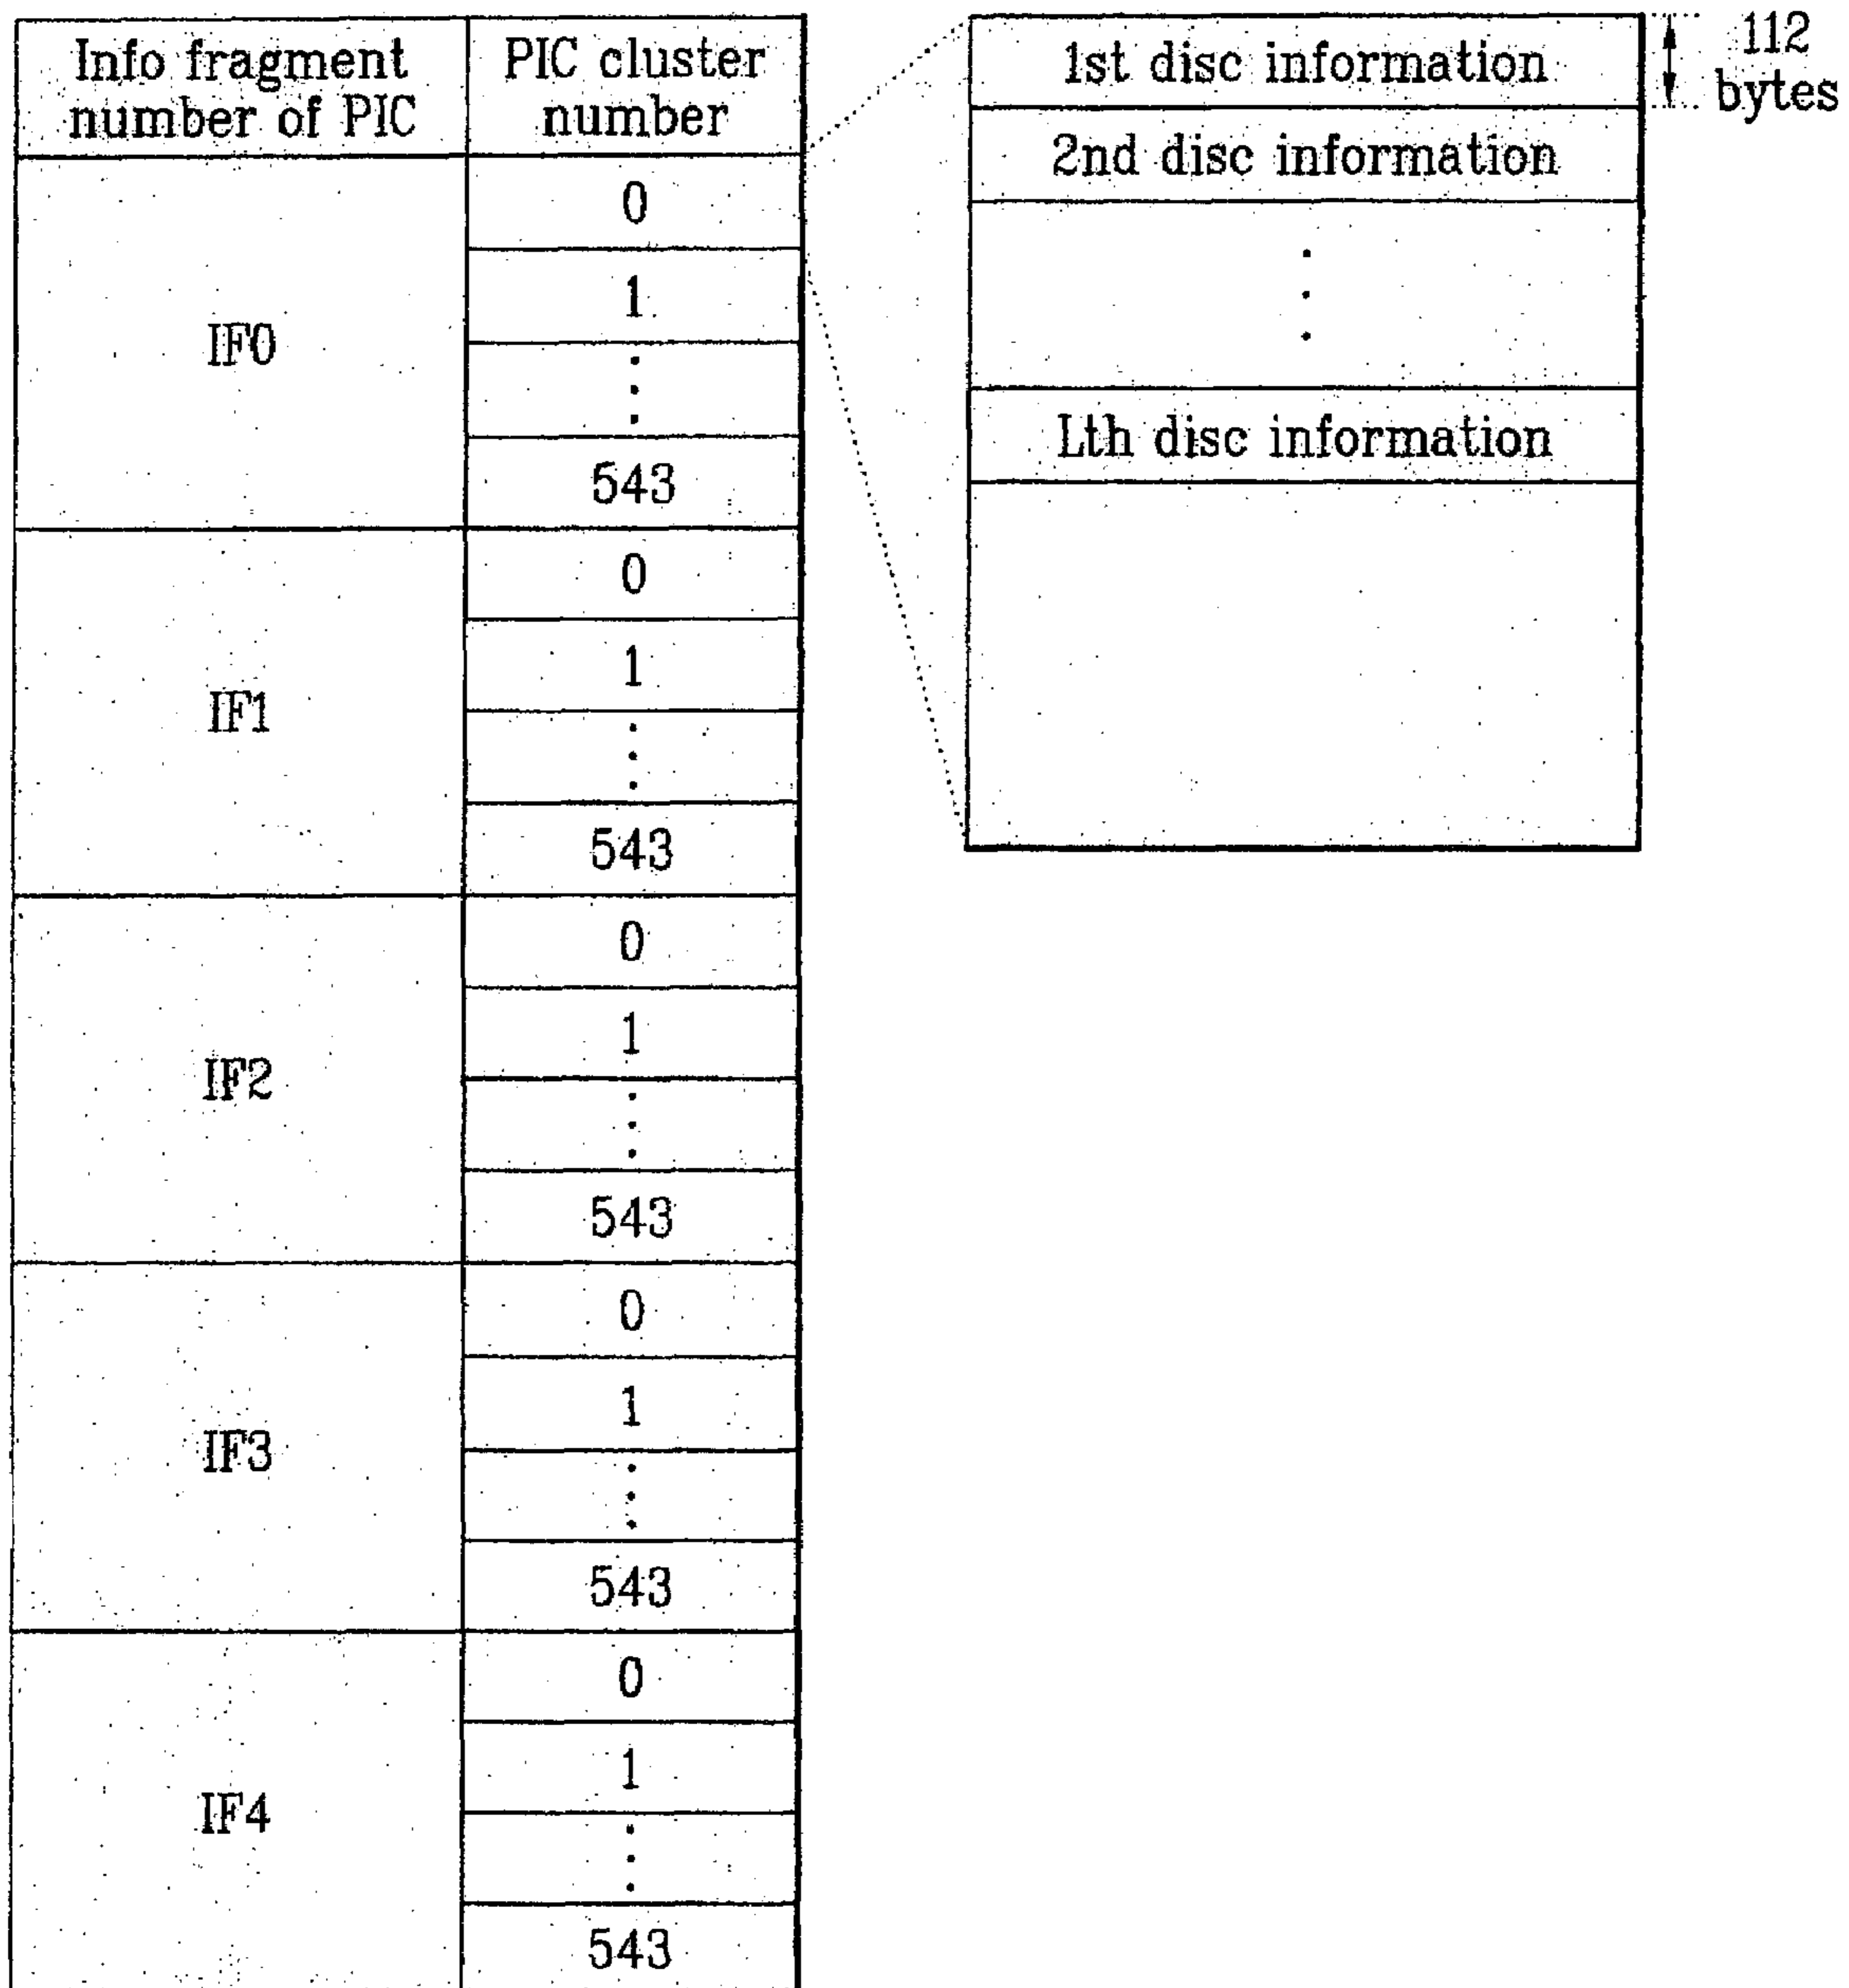 Info fragment
number of PIC
PIC cluster
number
IF0
0
1
543
IF1
0
1
543
IF2
0
1
543
IF3
0
1
543
IF4
0
1
543
1st disc information
2nd disc information
Lth disc information
112
bytes